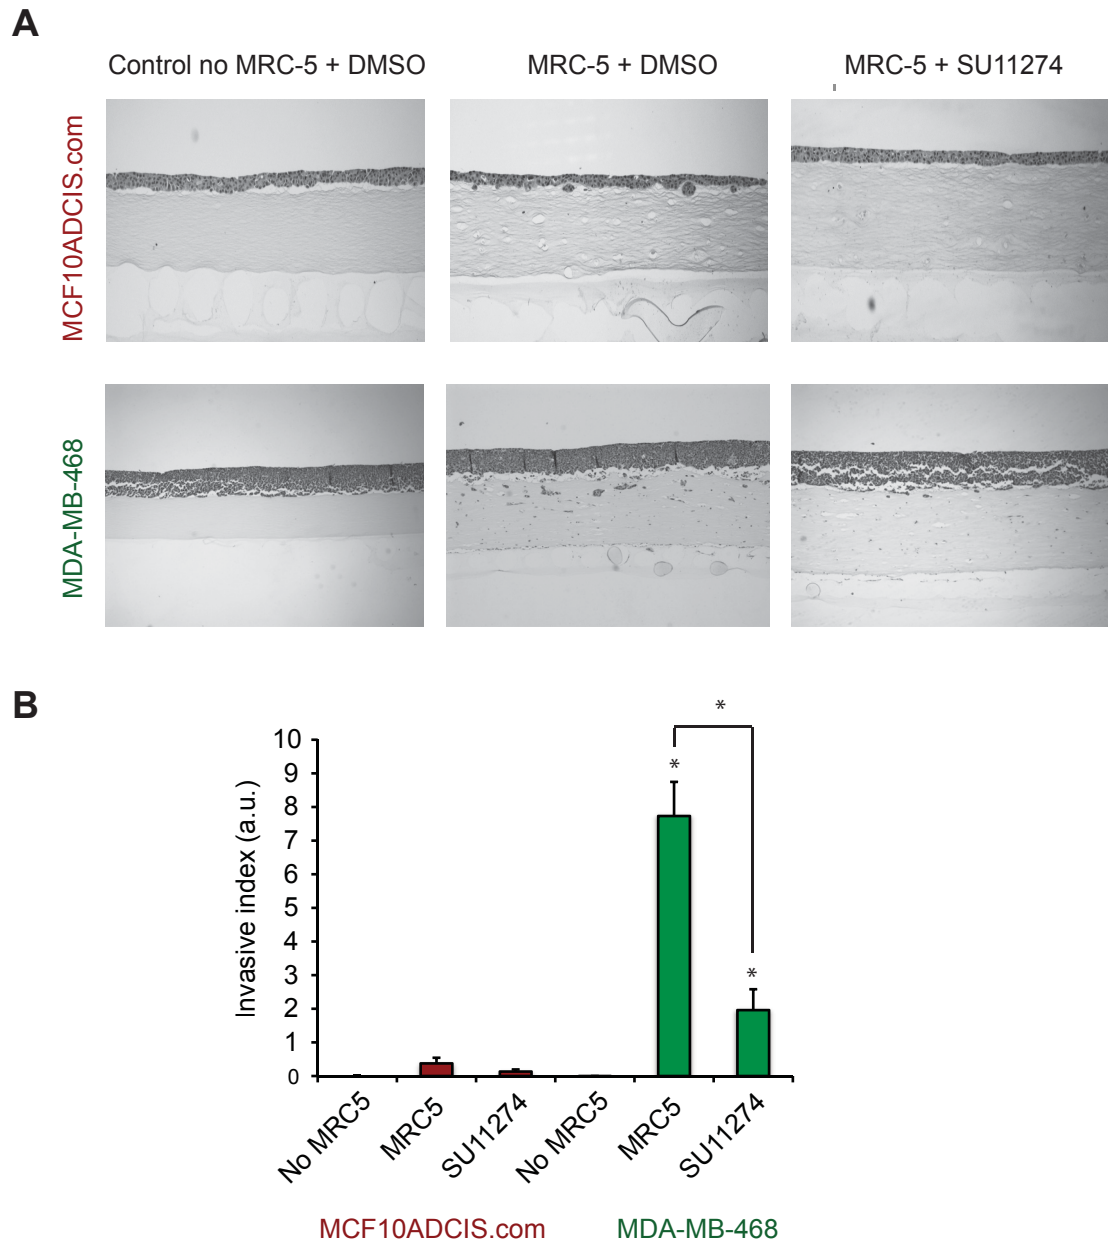 A
Control no MRC-5 + DMSO
MRC-5 + DMSO
MRC-5 + SU11274
MCF10ADCIS.com
MDA-MB-468
B
*
Invasive index (a.u.)
10
9
8
7
6
5
4
3
2
1
0
*
*
No MRC5
MRC5
SU11274
No MRC5
MRC5
SU11274
MCF10ADCIS.com
MDA-MB-468